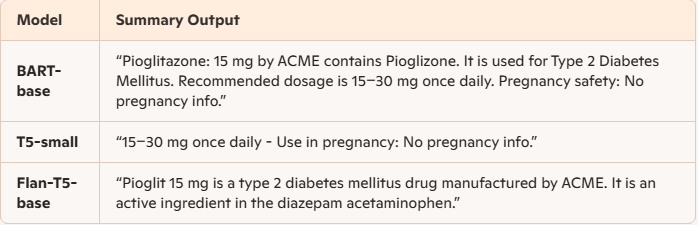 Model Summary Output
BART-base “Pioglitazone: 15 mg by ACME contains Pioglizone. It is used for Type 2 Diabetes
Mellitus. Recommended dosage is 15–30 mg once daily. Pregnancy safety: No
pregnancy info.”
T5-small “15–30 mg once daily - Use in pregnancy: No pregnancy info.”
Flan-T5-base “Pioglit 15 mg is a type 2 diabetes mellitus drug manufactured by ACME. It is an
active ingredient in the diazepam acetaminophen.”